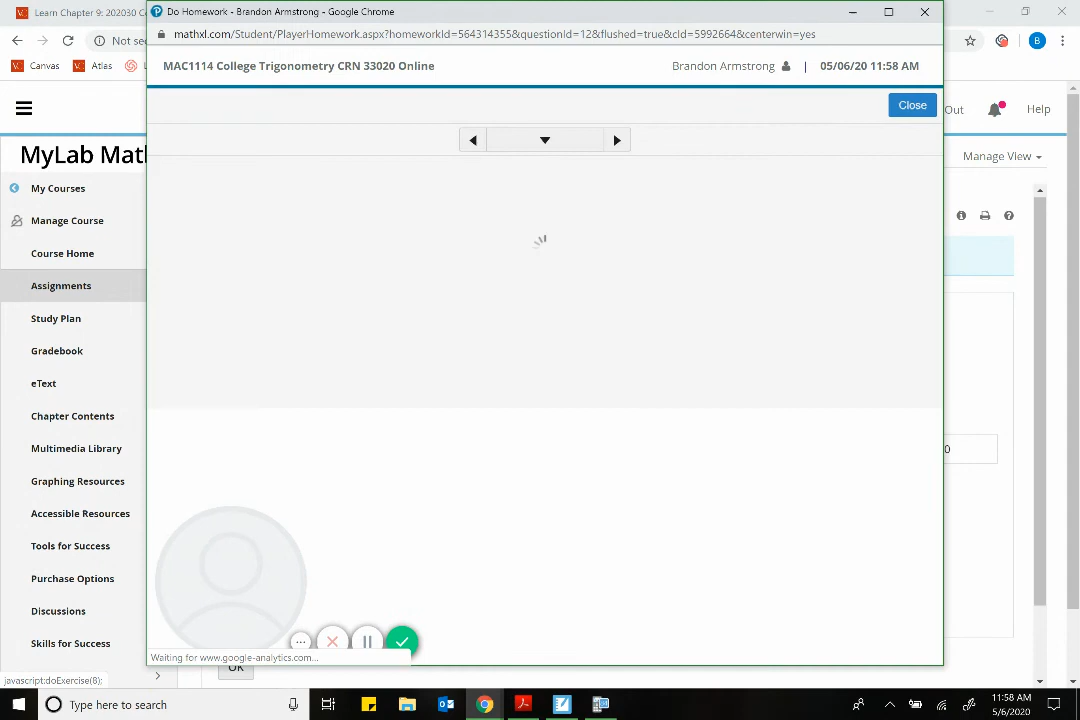 Learn Chapter 9: 202030 C
Do Homework - Brandon Armstrong - Google Chrome
Not se
mathxl.com/Student/PlayerHomework.aspx?homeworkId=564314355&questionId=12&flushed=true&cId=5992664&centerwin=yes
B
Canvas
Atlas
MAC1114 College Trigonometry CRN 33020 Online
Brandon Armstrong | 05/06/20 11:58 AM
Close
Out
Help
MyLab Mat
Manage View
My Courses
Manage Course
Course Home
Assignments
Study Plan
Gradebook
eText
Chapter Contents
0
Multimedia Library
Graphing Resources
Accessible Resources
Tools for Success
Purchase Options
Discussions
Skills for Success
...
Waiting for www.google-analytics.com...
OK
javascript:doExercise(8);
Type here to search
11:58 AM
5/6/2020